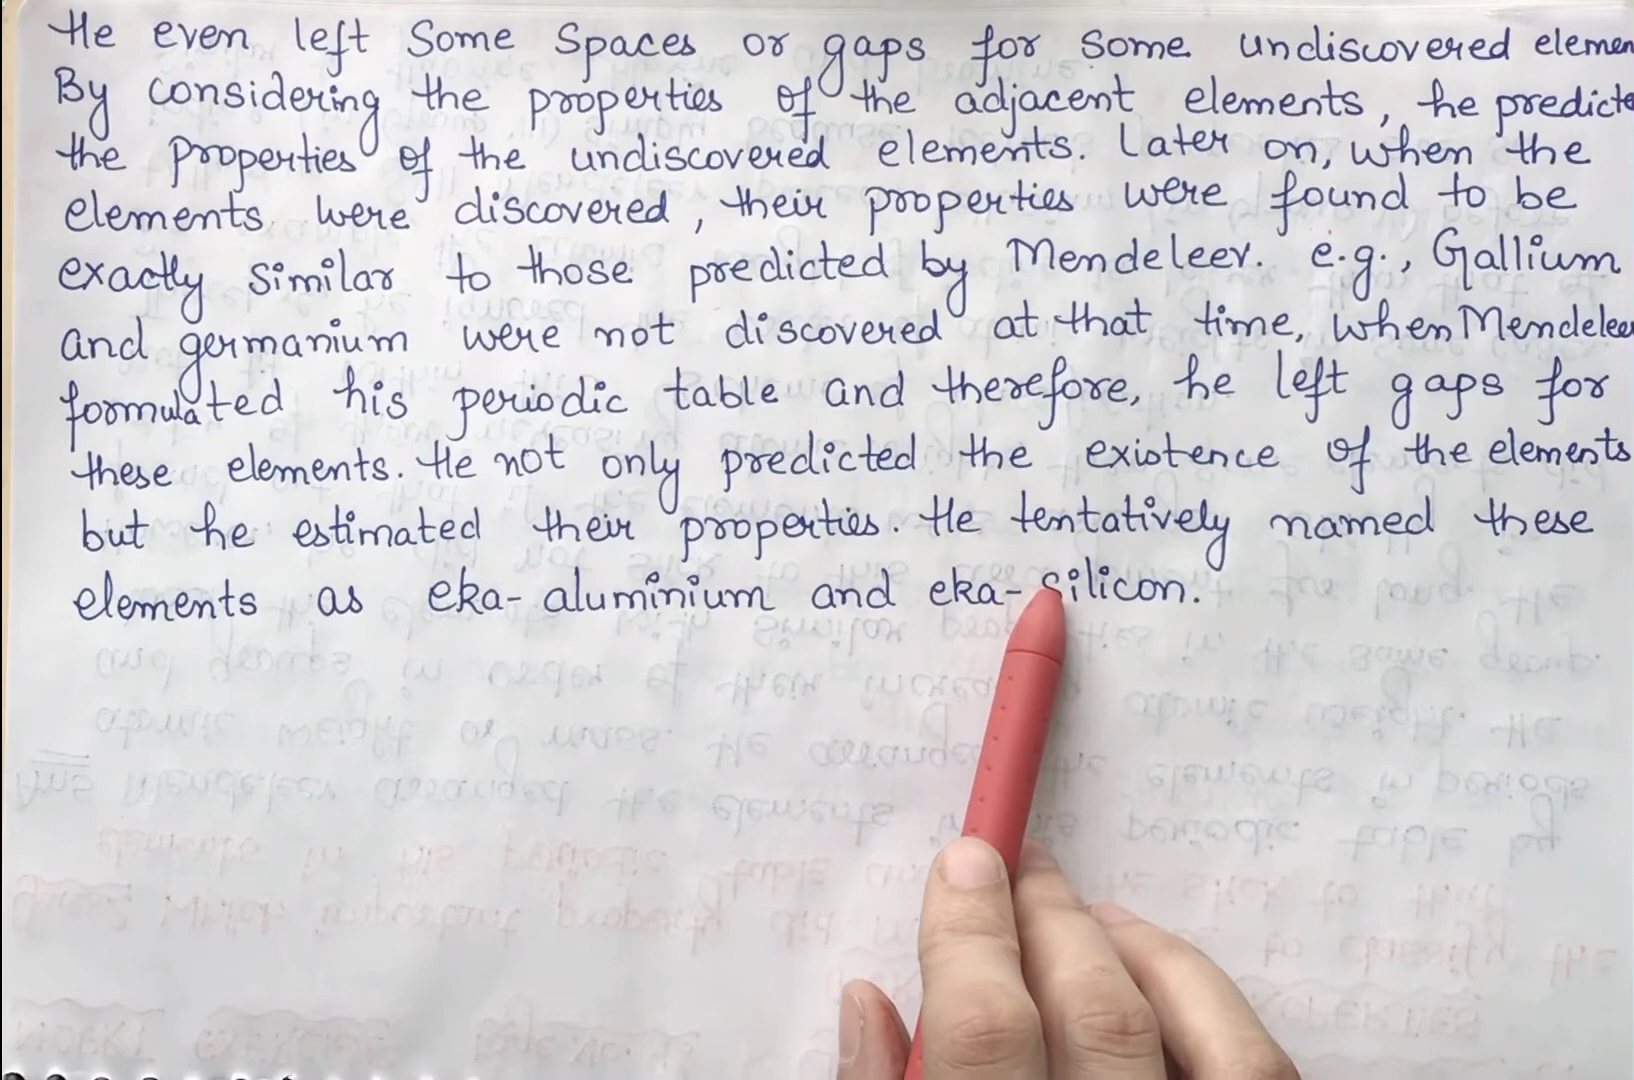 He even left Some Spaces or gaps for Some undiscovered elemen
By considering the properties of the adjacent elements, he predicte
the properties of the undiscovered elements. Later on, when the
elements were discovered, their properties were found to be
exactly similar to those predicted by Mendeleev. e.g., Gallium
and germanium were not discovered at that time, when Mendelee
formulated his periodic table and therefore, he left gaps for
these elements. He not only predicted the existence of the elements
but he estimated their properties. He tentatively named these
elements as eka-aluminium and eka-silicon.